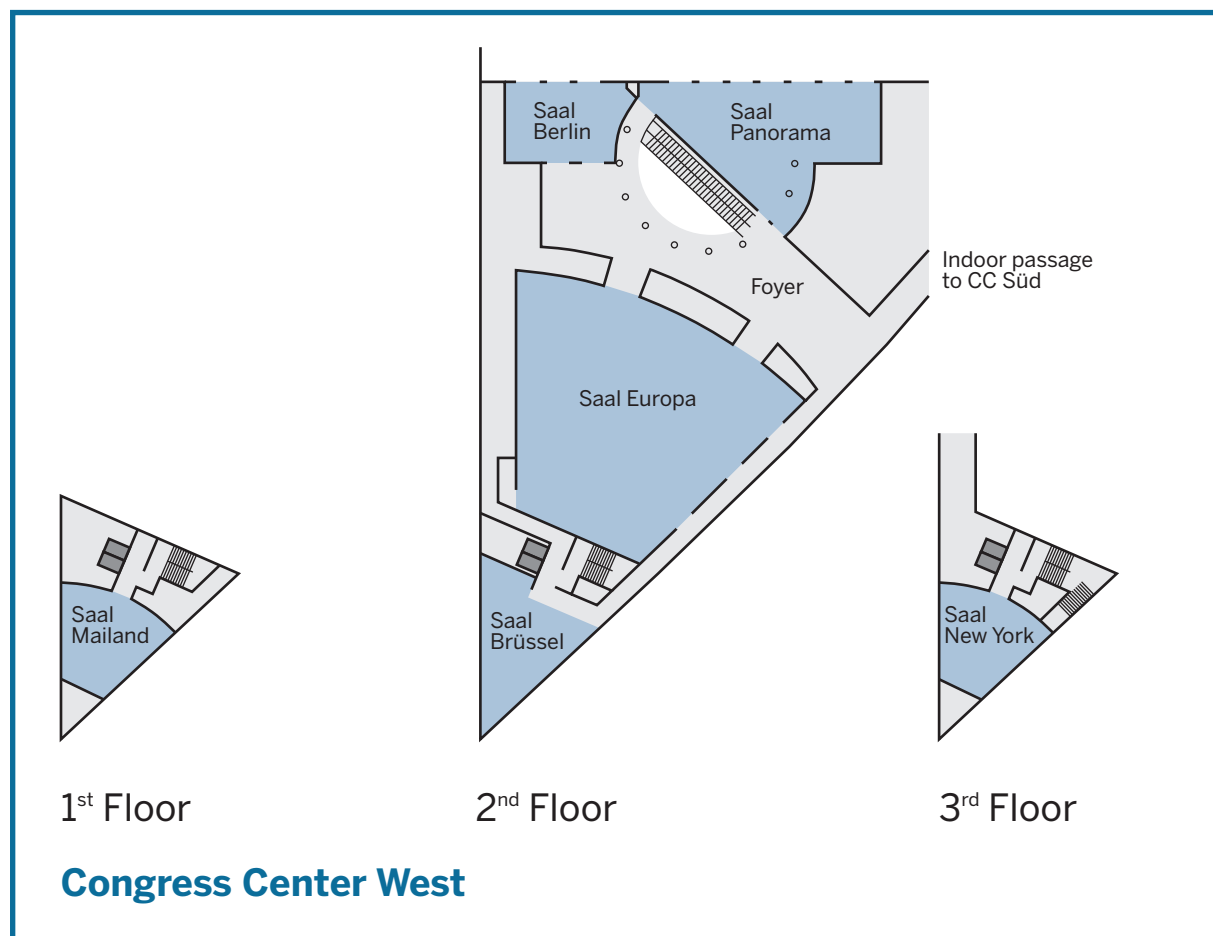 Saal
Berlin
Saal
Panorama
Indoor passage
to CC Süd
Foyer
Saal Europa
Saal
Mailand
Saal
Brüssel
Saal
New York
1st Floor
2nd Floor
3rd Floor
Congress Center West